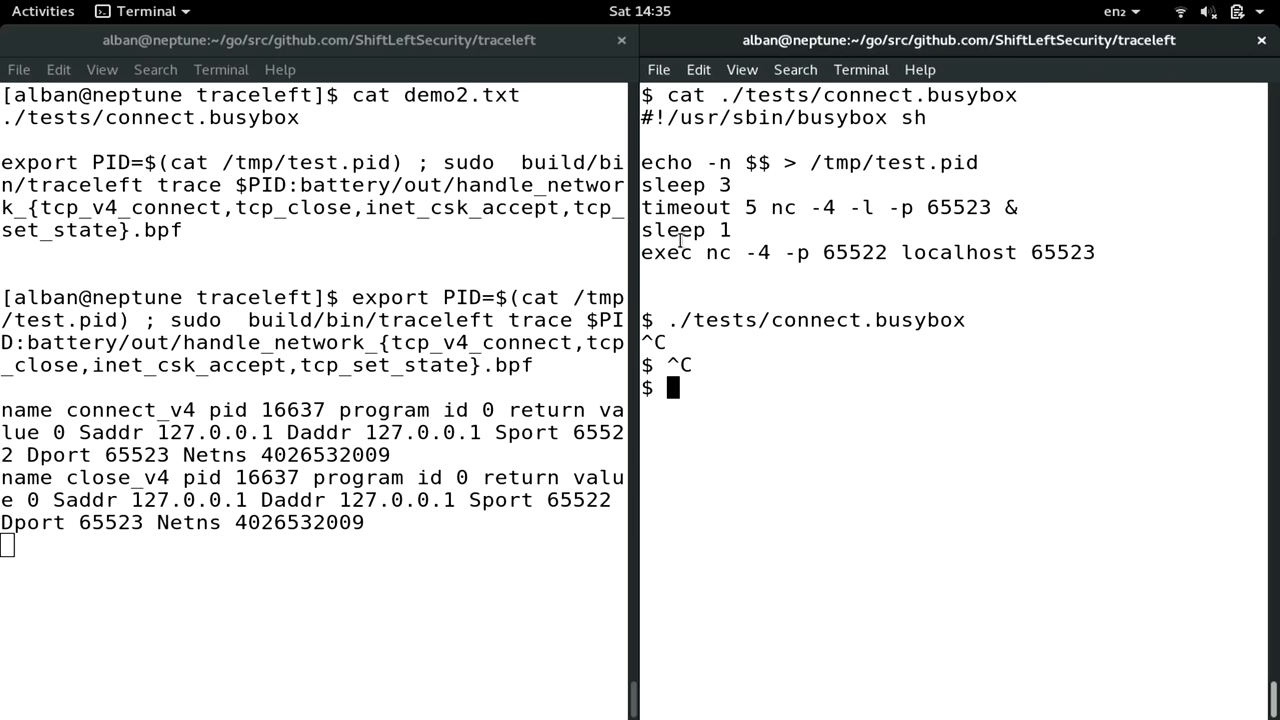 Activities Terminal Sat 14:35 en₂
alban@neptune:~/go/src/github.com/ShiftLeftSecurity/traceleft
File Edit View Search Terminal Help
[alban@neptune traceleft]$ cat demo2.txt
./tests/connect.busybox
export PID=$(cat /tmp/test.pid) ; sudo  build/bi
n/traceleft trace $PID:battery/out/handle_networ
k_{tcp_v4_connect,tcp_close,inet_csk_accept,tcp_
set_state}.bpf
[alban@neptune traceleft]$ export PID=$(cat /tmp
/test.pid) ; sudo  build/bin/traceleft trace $PI
D:battery/out/handle_network_{tcp_v4_connect,tcp
_close,inet_csk_accept,tcp_set_state}.bpf
name connect_v4 pid 16637 program id 0 return va
lue 0 Saddr 127.0.0.1 Daddr 127.0.0.1 Sport 6552
2 Dport 65523 Netns 4026532009
name close_v4 pid 16637 program id 0 return valu
e 0 Saddr 127.0.0.1 Daddr 127.0.0.1 Sport 65522
Dport 65523 Netns 4026532009
alban@neptune:~/go/src/github.com/ShiftLeftSecurity/traceleft
File Edit View Search Terminal Help
$ cat ./tests/connect.busybox
#!/usr/sbin/busybox sh
echo -n $$ > /tmp/test.pid
sleep 3
timeout 5 nc -4 -l -p 65523 &
sleep 1
exec nc -4 -p 65522 localhost 65523
$ ./tests/connect.busybox
^C
$ ^C
$